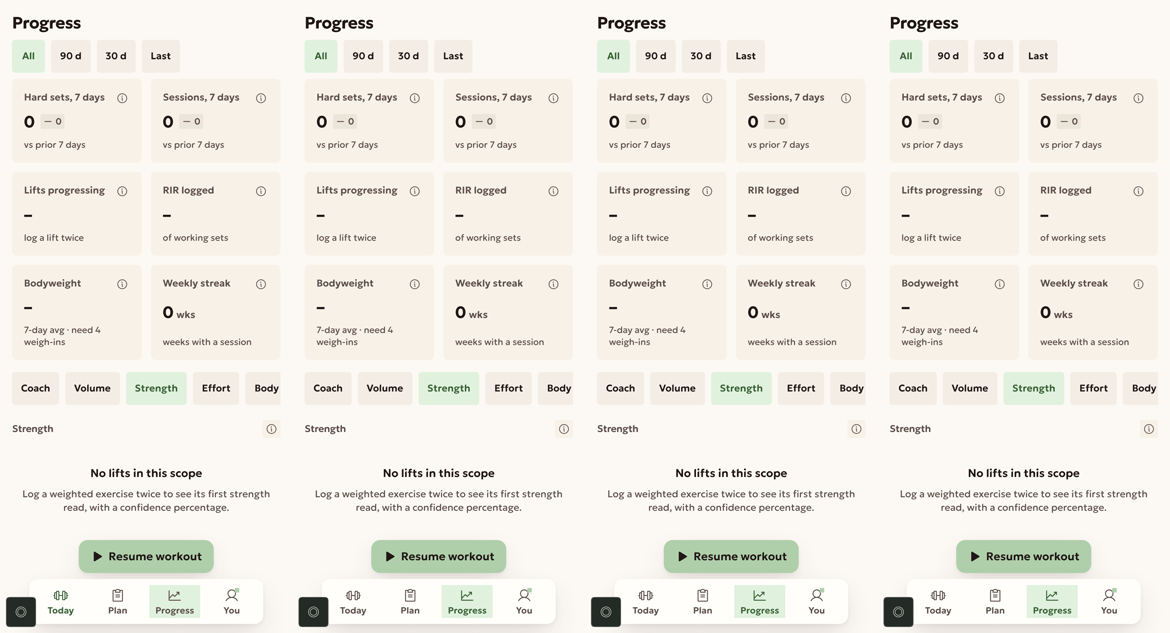 Progress
All 90 d 30 d Last
Hard sets, 7 days Sessions, 7 days
0 — 0 0 — 0
vs prior 7 days vs prior 7 days
Lifts progressing RIR logged
– –
log a lift twice of working sets
Bodyweight Weekly streak
– 0 wks
7-day avg · need 4
weigh-ins weeks with a session
Coach Volume Strength Effort Body
Strength
No lifts in this scope
Log a weighted exercise twice to see its first strength
read, with a confidence percentage.
Resume workout
Today Plan Progress You
Progress
All 90 d 30 d Last
Hard sets, 7 days Sessions, 7 days
0 — 0 0 — 0
vs prior 7 days vs prior 7 days
Lifts progressing RIR logged
– –
log a lift twice of working sets
Bodyweight Weekly streak
– 0 wks
7-day avg · need 4
weigh-ins weeks with a session
Coach Volume Strength Effort Body
Strength
No lifts in this scope
Log a weighted exercise twice to see its first strength
read, with a confidence percentage.
Resume workout
Today Plan Progress You
Progress
All 90 d 30 d Last
Hard sets, 7 days Sessions, 7 days
0 — 0 0 — 0
vs prior 7 days vs prior 7 days
Lifts progressing RIR logged
– –
log a lift twice of working sets
Bodyweight Weekly streak
– 0 wks
7-day avg · need 4
weigh-ins weeks with a session
Coach Volume Strength Effort Body
Strength
No lifts in this scope
Log a weighted exercise twice to see its first strength
read, with a confidence percentage.
Resume workout
Today Plan Progress You
Progress
All 90 d 30 d Last
Hard sets, 7 days Sessions, 7 days
0 — 0 0 — 0
vs prior 7 days vs prior 7 days
Lifts progressing RIR logged
– –
log a lift twice of working sets
Bodyweight Weekly streak
– 0 wks
7-day avg · need 4
weigh-ins weeks with a session
Coach Volume Strength Effort Body
Strength
No lifts in this scope
Log a weighted exercise twice to see its first strength
read, with a confidence percentage.
Resume workout
Today Plan Progress You